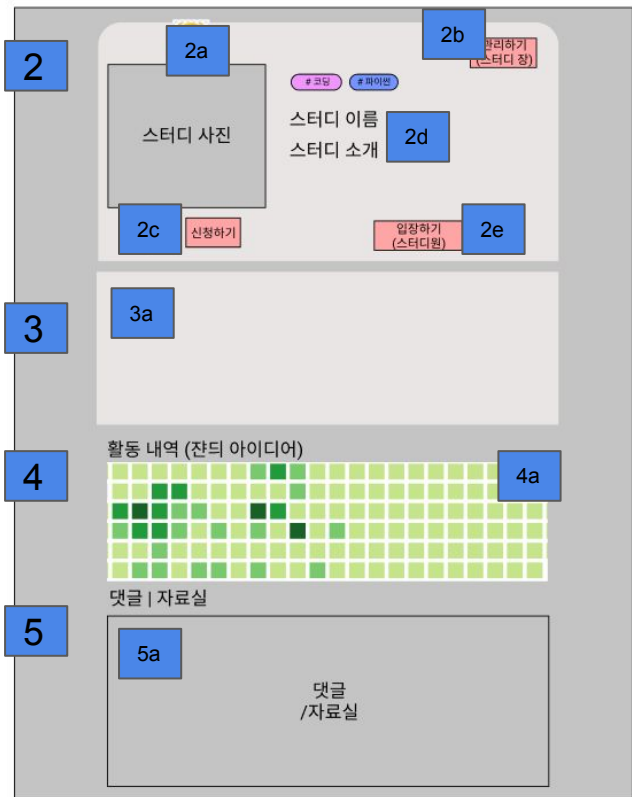 2
2a
2b
관리하기
(스터디 장)
# 코딩
# 파이썬
스터디 사진
스터디 이름
스터디 소개
2d
2c
신청하기
입장하기
(스터디원)
2e
3
3a
활동 내역 (쟌듸 아이디어)
4
4a
댓글 | 자료실
5
5a
댓글
/자료실